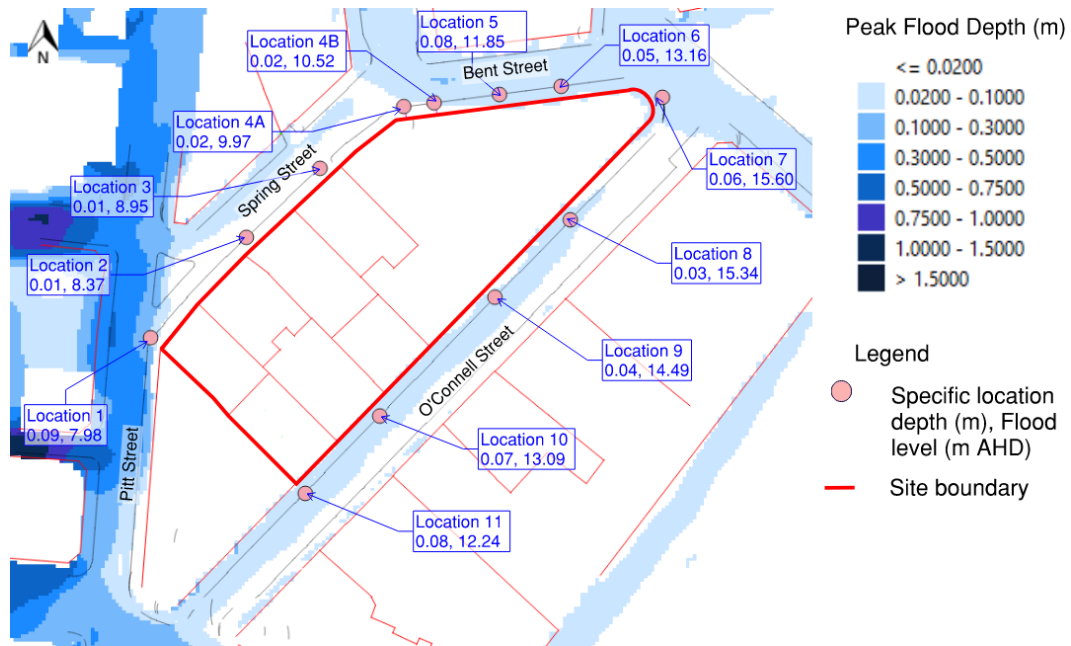 N
Location 5
0.08, 11.85
Location 4B
0.02, 10.52
Bent Street
Location 6
0.05, 13.16
Location 4A
0.02, 9.97
Location 7
0.06, 15.60
Location 3
0.01, 8.95
Spring Street
Location 8
0.03, 15.34
Location 2
0.01, 8.37
Location 9
0.04, 14.49
O'Connell Street
Location 1
0.09, 7.98
Pitt Street
Location 10
0.07, 13.09
Location 11
0.08, 12.24
Peak Flood Depth (m)
<= 0.0200
0.0200 - 0.1000
0.1000 - 0.3000
0.3000 - 0.5000
0.5000 - 0.7500
0.7500 - 1.0000
1.0000 - 1.5000
> 1.5000
Legend
Specific location
depth (m), Flood
level (m AHD)
Site boundary